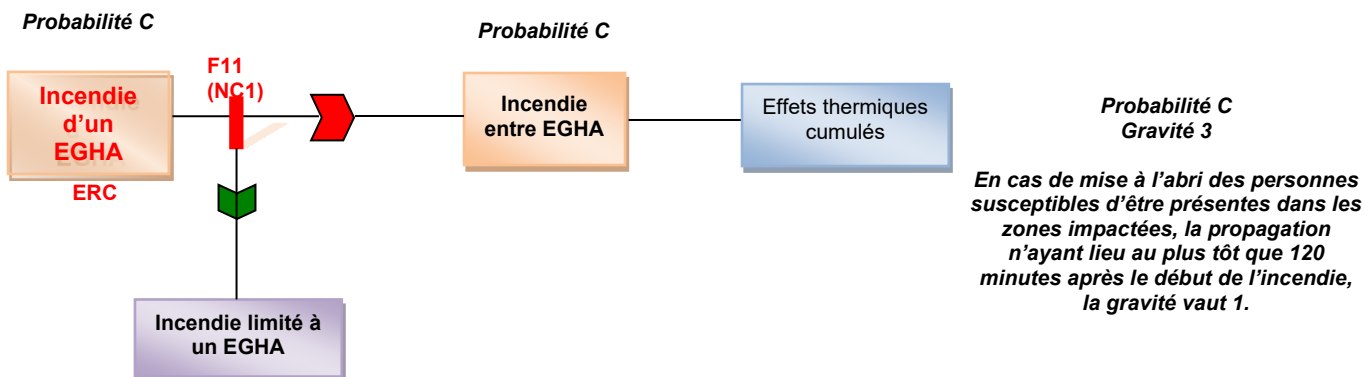 Probabilité C
Probabilité C
F11
(NC1)
Incendie
d'un
EGHA
ERC
Incendie
entre EGHA
Effets thermiques
cumulés
Probabilité C
Gravité 3
En cas de mise à l'abri des personnes
susceptibles d'être présentes dans les
zones impactées, la propagation
n'ayant lieu au plus tôt que 120
minutes après le début de l'incendie,
la gravité vaut 1.
Incendie limité à
un EGHA